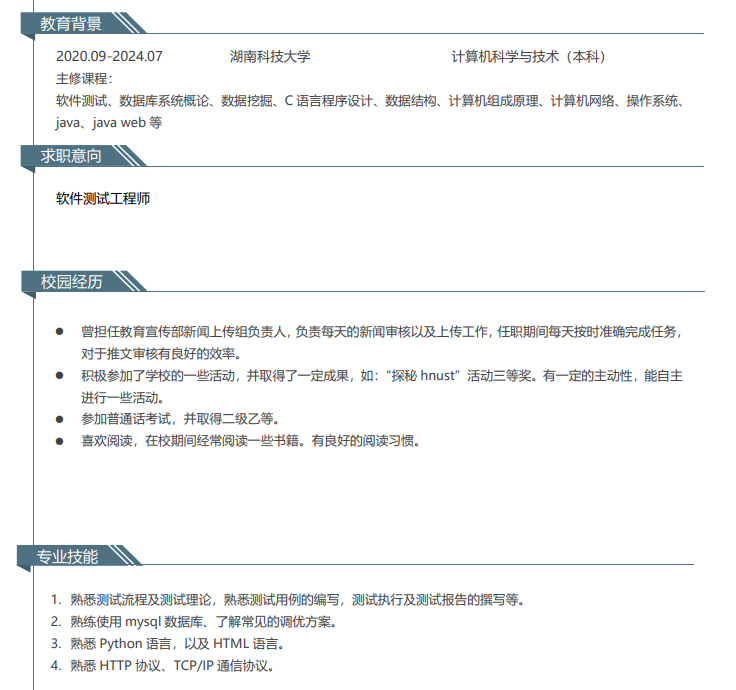 教育背景
2020.09-2024.07 湖南科技大学 计算机科学与技术（本科）
主修课程：
软件测试、数据库系统概论、数据挖掘、C 语言程序设计、数据结构、计算机组成原理、计算机网络、操作系统、
java、java web 等
求职意向
软件测试工程师
校园经历
● 曾担任教育宣传部新闻上传组负责人，负责每天的新闻审核以及上传工作，任职期间每天按时准确完成任务，
对于推文审核有良好的效率。
● 积极参加了学校的一些活动，并取得了一定成果，如：“探秘 hnust”活动三等奖。有一定的主动性，能自主
进行一些活动。
● 参加普通话考试，并取得二级乙等。
● 喜欢阅读，在校期间经常阅读一些书籍。有良好的阅读习惯。
专业技能
1. 熟悉测试流程及测试理论，熟悉测试用例的编写，测试执行及测试报告的撰写等。
2. 熟练使用 mysql 数据库、了解常见的调优方案。
3. 熟悉 Python 语言，以及 HTML 语言。
4. 熟悉 HTTP 协议、TCP/IP 通信协议。